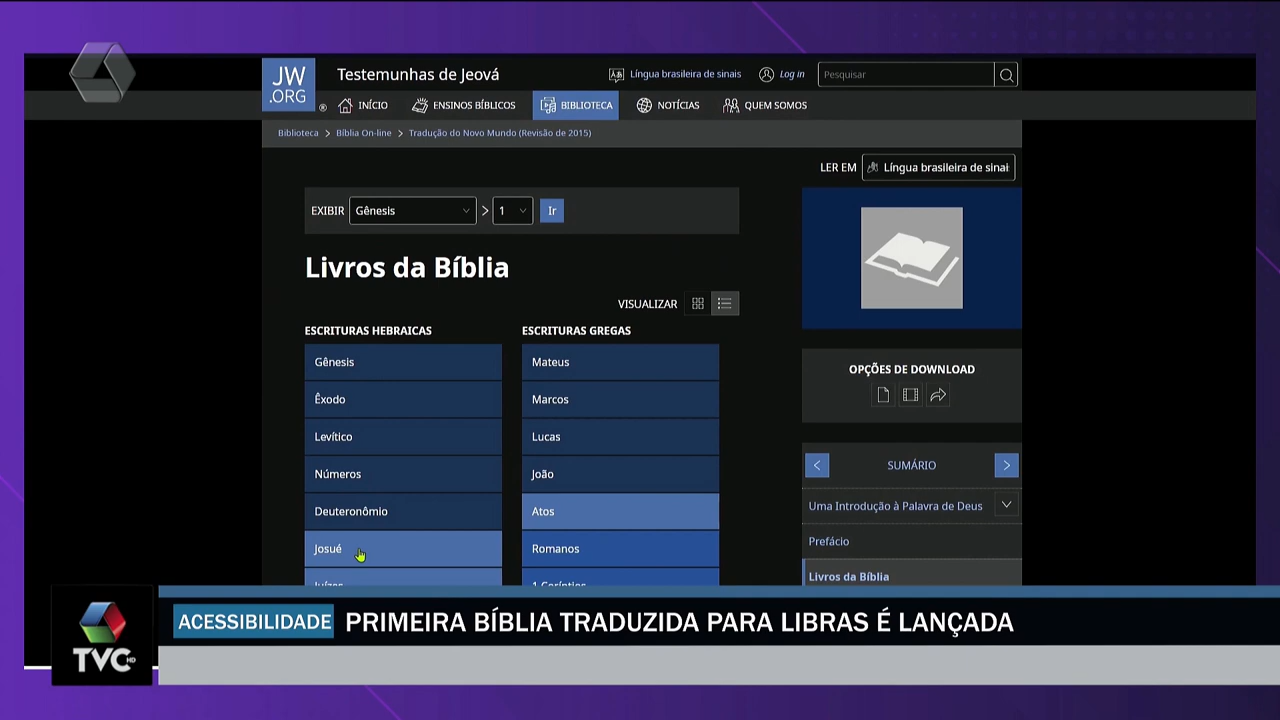 JW
.ORG
®
Testemunhas de Jeová
Língua brasileira de sinais
Log in
Pesquisar
INÍCIO
ENSINOS BÍBLICOS
BIBLIOTECA
NOTÍCIAS
QUEM SOMOS
Biblioteca > Bíblia On-line > Tradução do Novo Mundo (Revisão de 2015)
LER EM
Língua brasileira de sinai
EXIBIR
Gênesis
>
1
Ir
Livros da Bíblia
VISUALIZAR
ESCRITURAS HEBRAICAS
Gênesis
Êxodo
Levítico
Números
Deuteronômio
Josué
Juízes
ESCRITURAS GREGAS
Mateus
Marcos
Lucas
João
Atos
Romanos
1 Coríntios
OPÇÕES DE DOWNLOAD
SUMÁRIO
Uma Introdução à Palavra de Deus
Prefácio
Livros da Bíblia
ACESSIBILIDADE
PRIMEIRA BÍBLIA TRADUZIDA PARA LIBRAS É LANÇADA
TVC HD